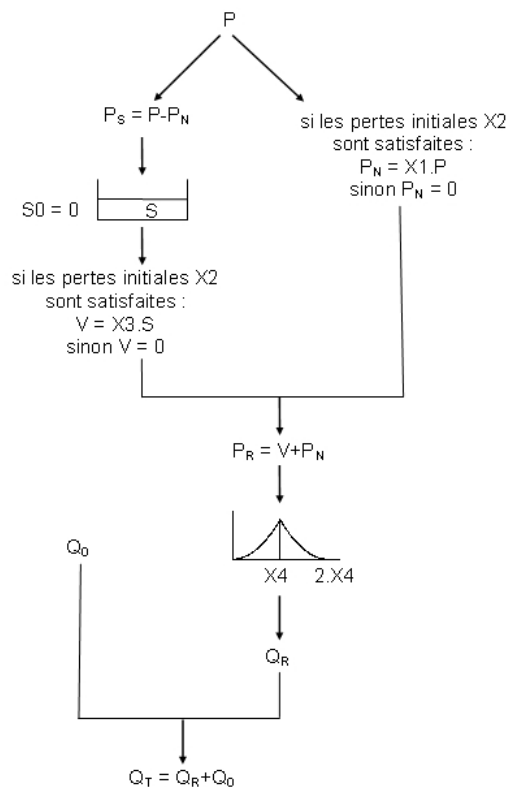 P
P_S = P-P_N
si les pertes initiales X2
sont satisfaites :
P_N = X1.P
sinon P_N = 0
S0 = 0
S
si les pertes initiales X2
sont satisfaites :
V = X3.S
sinon V = 0
P_R = V+P_N
Q_0
X4 2.X4
Q_R
Q_T = Q_R+Q_0